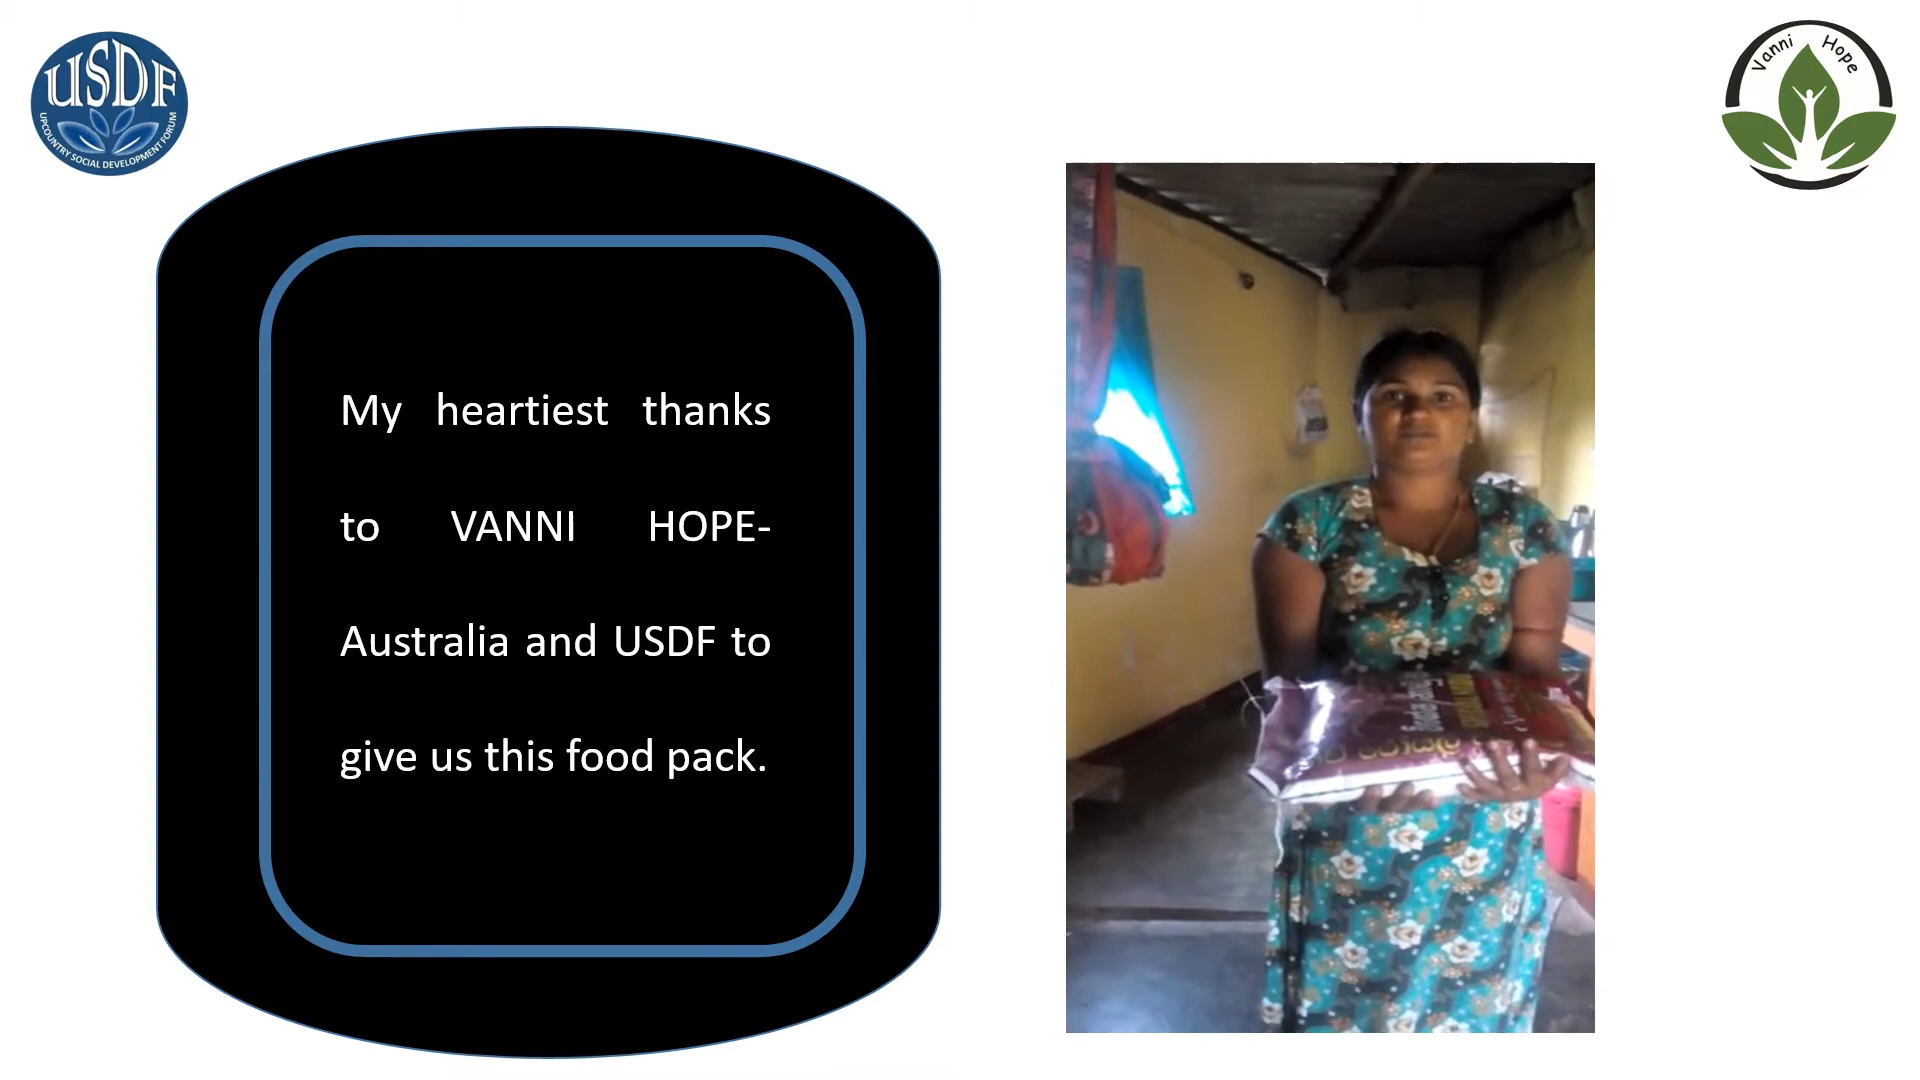 USDF
UPCOUNTRY SOCIAL DEVELOPMENT FORUM
Vanni Hope
My heartiest thanks
to VANNI HOPE-
Australia and USDF to
give us this food pack.